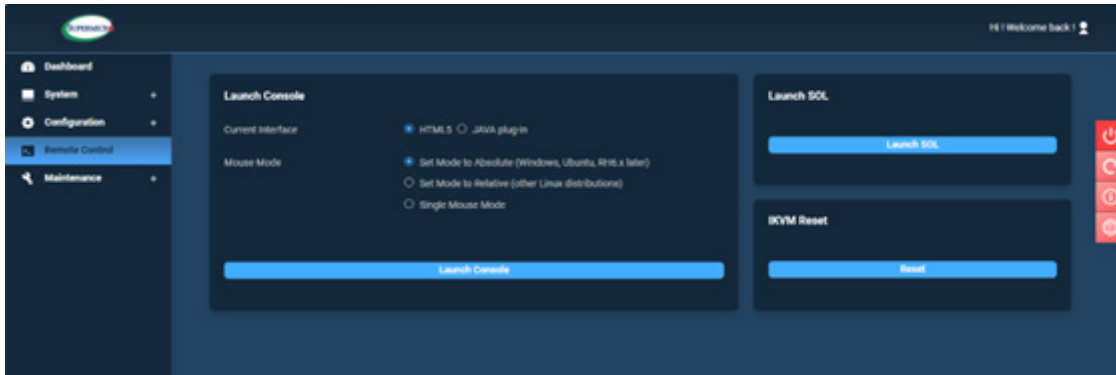 SUPERMICR
Hi ! Welcome back !
Dashboard
System +
Configuration +
Remote Control
Maintenance +
Launch Console
Current Interface
HTML5 JAVA plug-in
Mouse Mode
Set Mode to Absolute (Windows, Ubuntu, RH6.x later)
Set Mode to Relative (other Linux distributions)
Single Mouse Mode
Launch Console
Launch SOL
Launch SOL
IKVM Reset
Reset